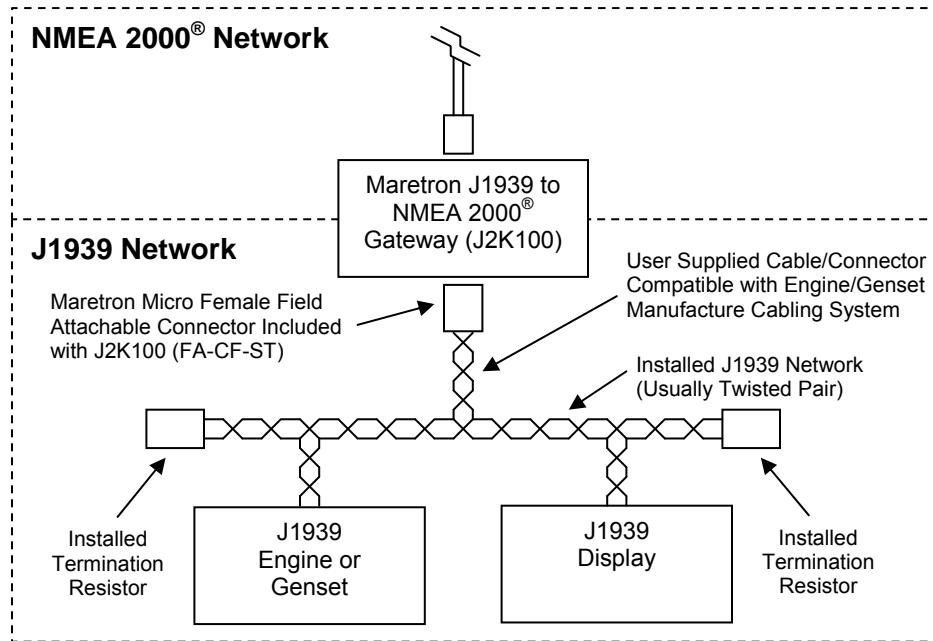 NMEA 2000® Network
Maretron J1939 to
NMEA 2000®
Gateway (J2K100)
J1939 Network
User Supplied Cable/Connector
Compatible with Engine/Genset
Manufacture Cabling System
Maretron Micro Female Field
Attachable Connector Included
with J2K100 (FA-CF-ST)
Installed J1939 Network
(Usually Twisted Pair)
Installed
Termination
Resistor
J1939
Engine or
Genset
J1939
Display
Installed
Termination
Resistor